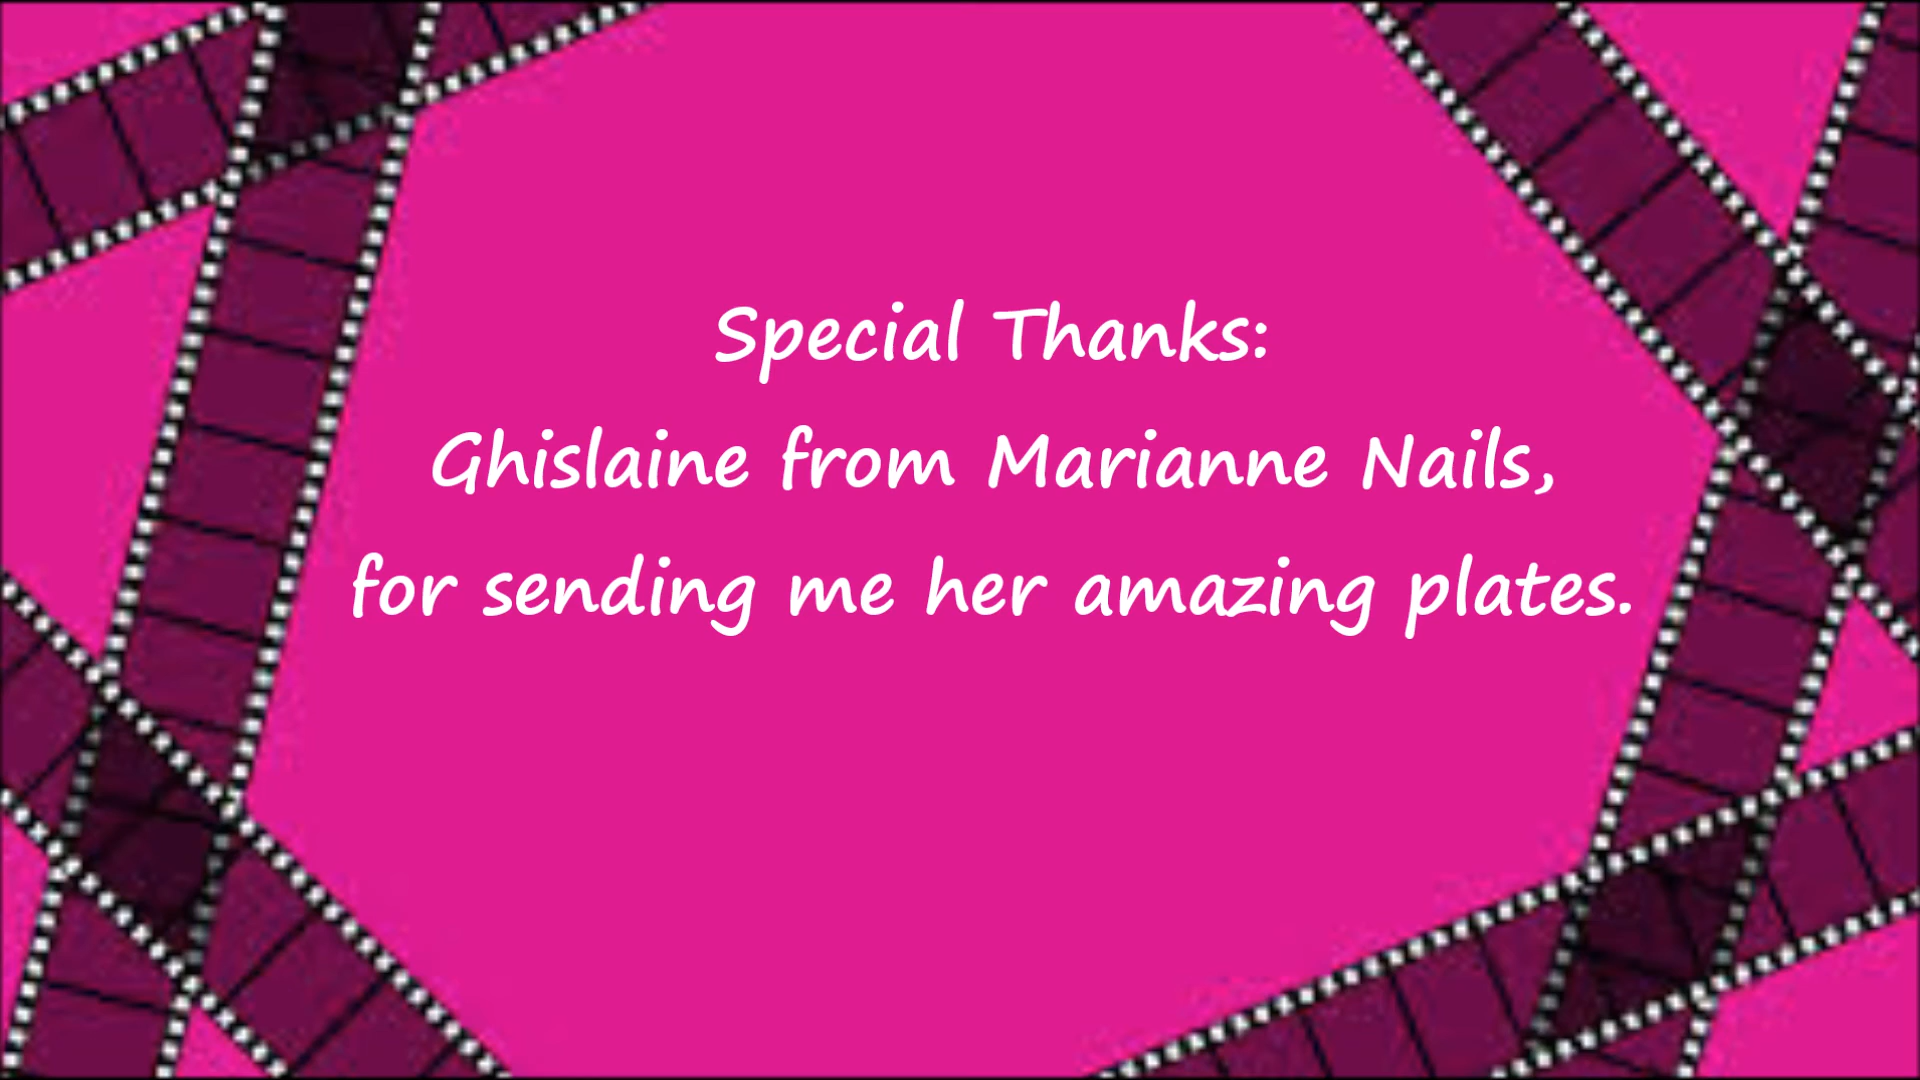 Special Thanks:
Ghislaine from Marianne Nails,
for sending me her amazing plates.